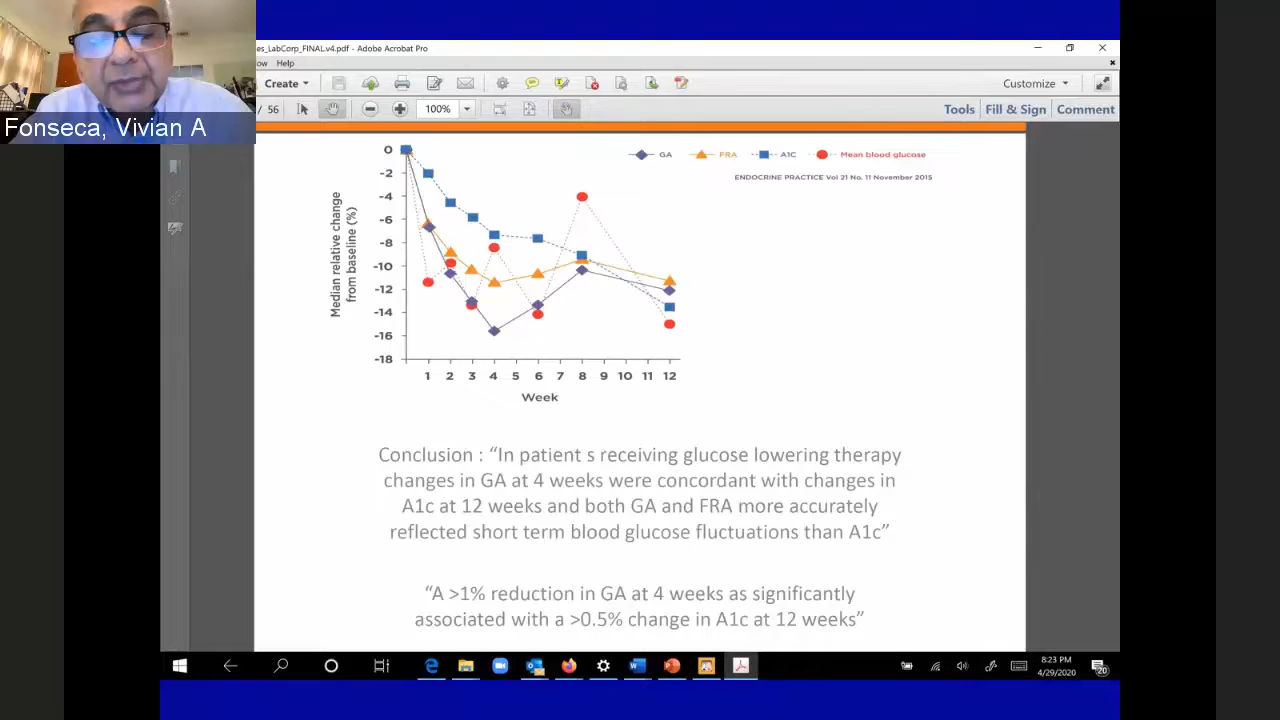 es_LabCorp_FINAL.v4.pdf - Adobe Acrobat Pro
ow Help
Create
Customize
/ 56
100%
Tools Fill & Sign Comment
Fonseca, Vivian A
GA FRA A1C Mean blood glucose
ENDOCRINE PRACTICE Vol 21 No. 11 November 2015
Median relative change
from baseline (%)
0
-2
-4
-6
-8
-10
-12
-14
-16
-18
1 2 3 4 5 6 7 8 9 10 11 12
Week
Conclusion : “In patient s receiving glucose lowering therapy
changes in GA at 4 weeks were concordant with changes in
A1c at 12 weeks and both GA and FRA more accurately
reflected short term blood glucose fluctuations than A1c”
“A >1% reduction in GA at 4 weeks as significantly
associated with a >0.5% change in A1c at 12 weeks”
8:23 PM
4/29/2020
20